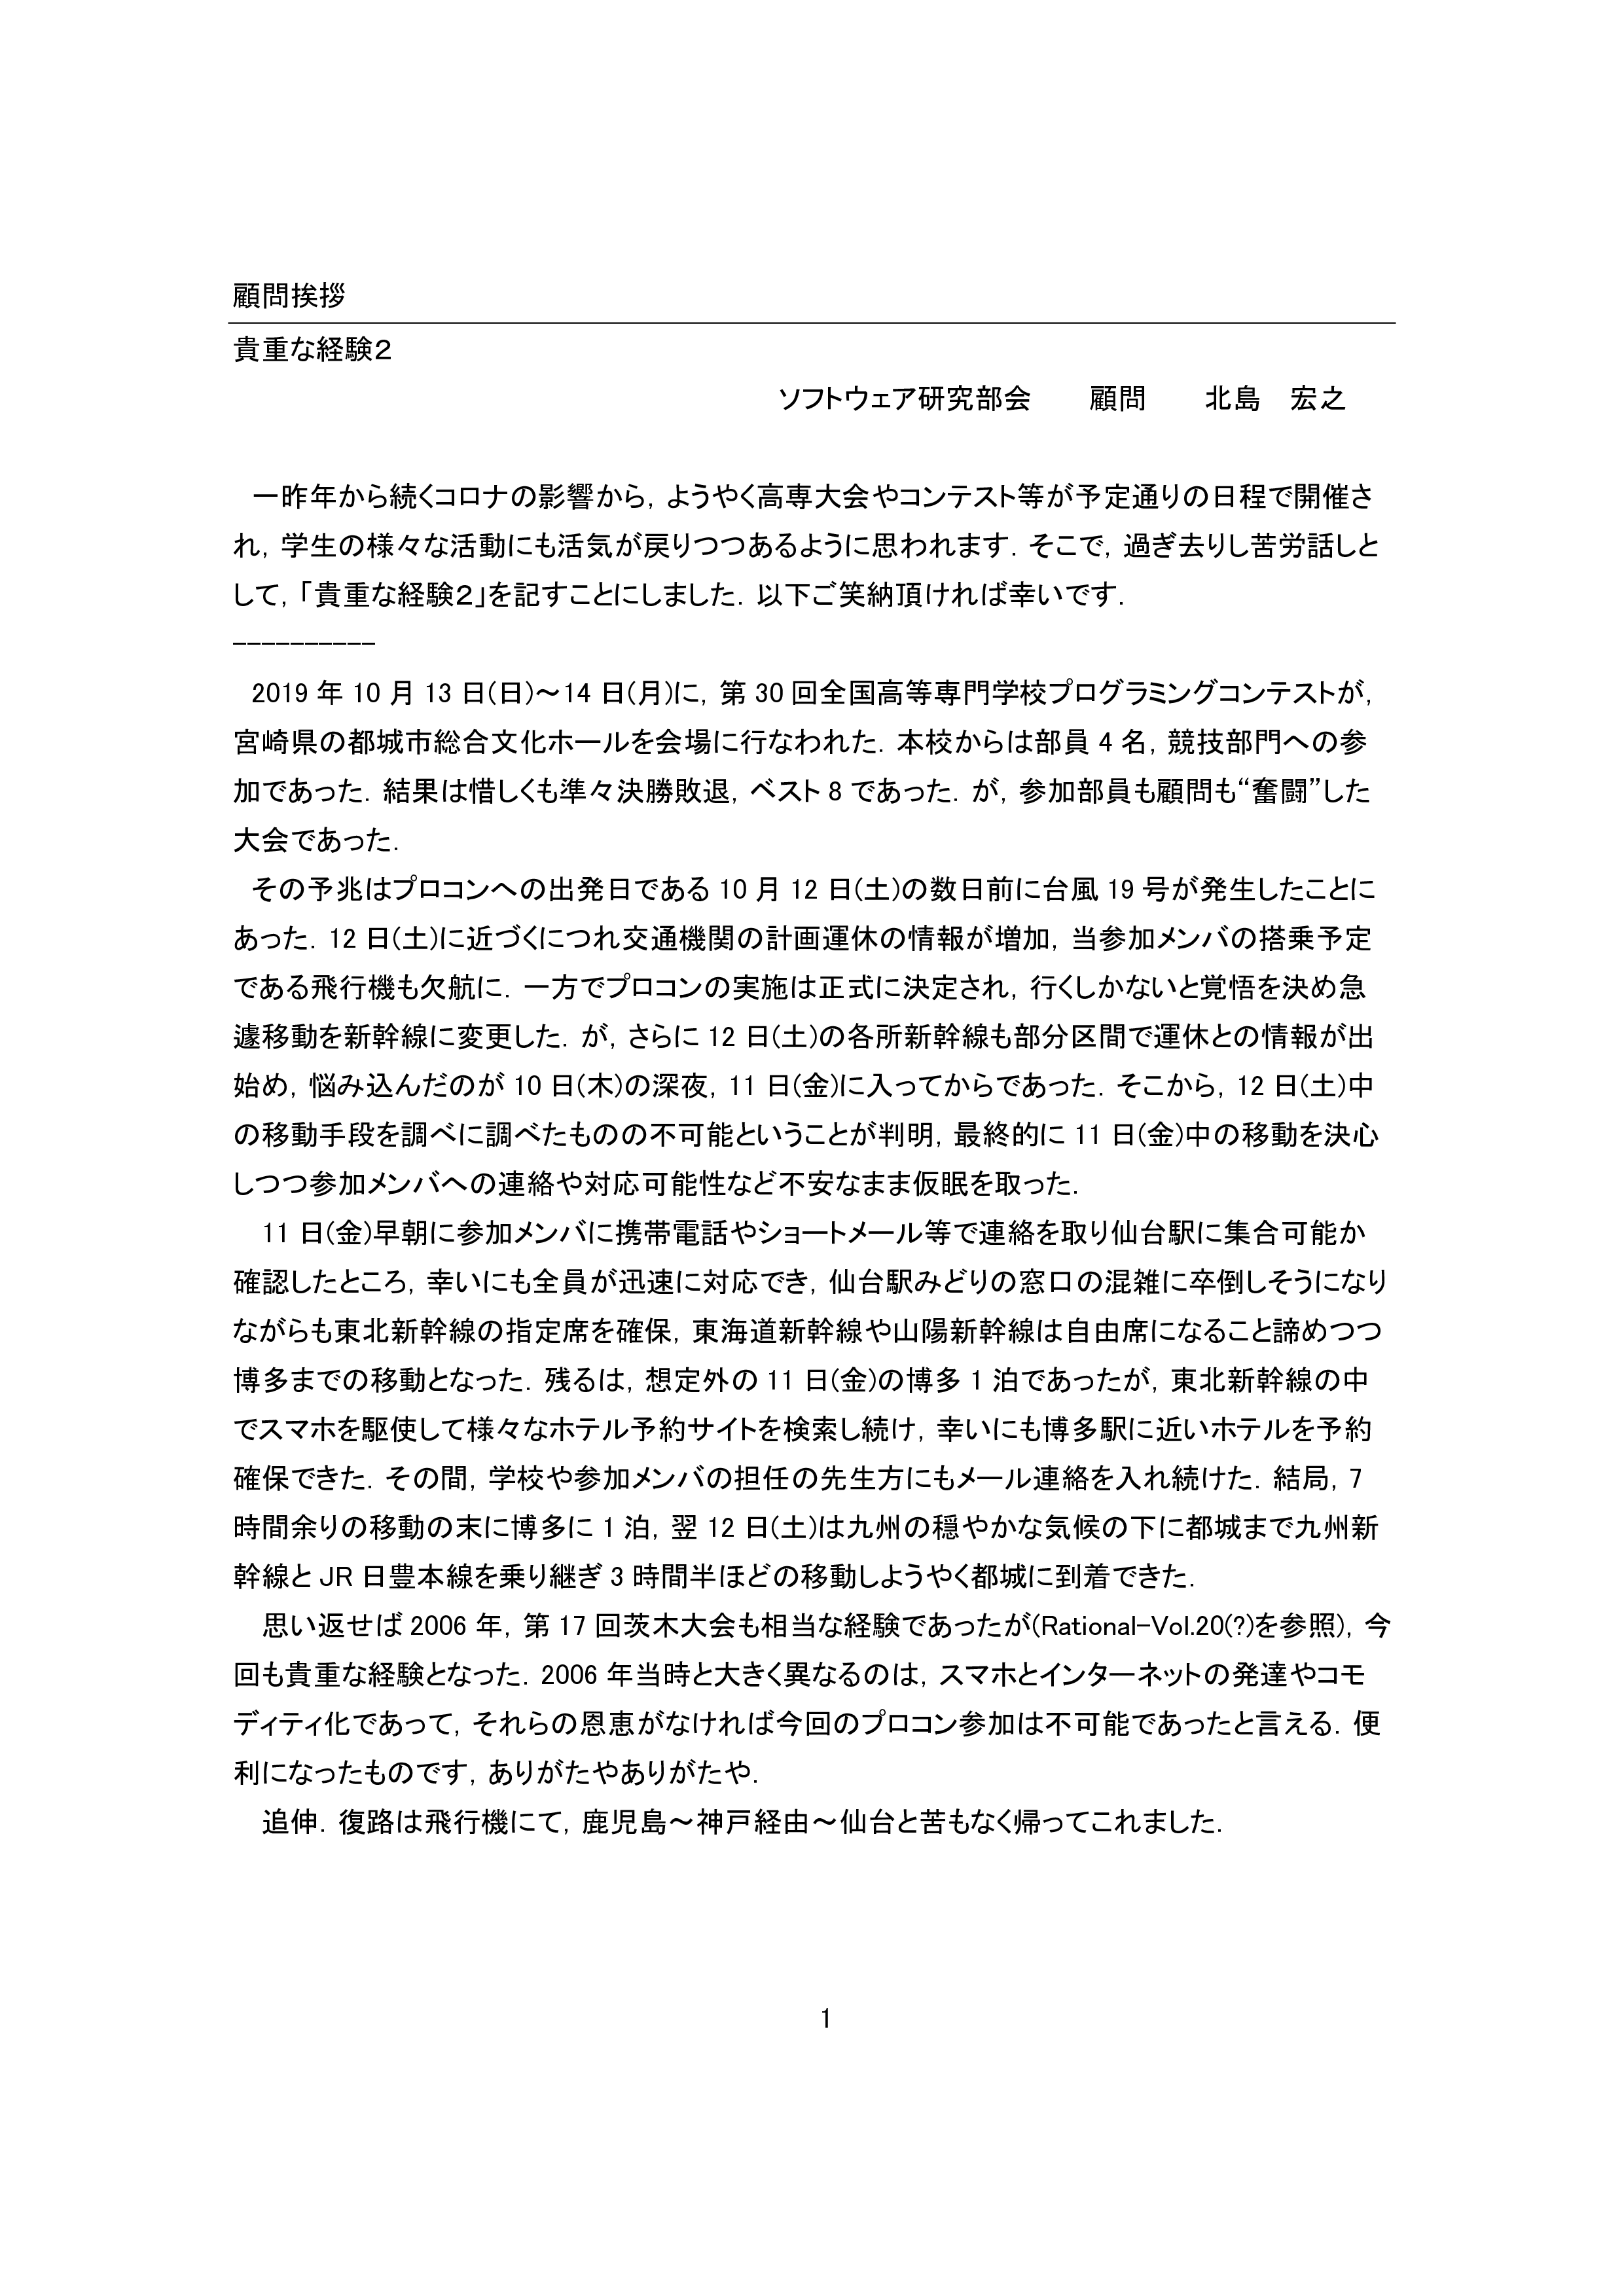 顧問挨拶
貴重な経験２
ソフトウェア研究部会　　顧問　　北島　宏之
一昨年から続くコロナの影響から，ようやく高専大会やコンテスト等が予定通りの日程で開催さ
れ，学生の様々な活動にも活気が戻りつつあるように思われます．そこで，過ぎ去りし苦労話しと
して，「貴重な経験２」を記すことにしました．以下ご笑納頂ければ幸いです．
----------
2019 年 10 月 13 日(日)～14 日(月)に，第 30 回全国高等専門学校プログラミングコンテストが，
宮崎県の都城市総合文化ホールを会場に行なわれた．本校からは部員 4 名，競技部門への参
加であった．結果は惜しくも準々決勝敗退，ベスト 8 であった．が，参加部員も顧問も“奮闘”した
大会であった．
その予兆はプロコンへの出発日である 10 月 12 日(土)の数日前に台風 19 号が発生したことに
あった．12 日(土)に近づくにつれ交通機関の計画運休の情報が増加，当参加メンバの搭乗予定
である飛行機も欠航に．一方でプロコンの実施は正式に決定され，行くしかないと覚悟を決め急
遽移動を新幹線に変更した．が，さらに 12 日(土)の各所新幹線も部分区間で運休との情報が出
始め，悩み込んだのが 10 日(木)の深夜，11 日(金)に入ってからであった．そこから，12 日(土)中
の移動手段を調べに調べたものの不可能ということが判明，最終的に 11 日(金)中の移動を決心
しつつ参加メンバへの連絡や対応可能性など不安なまま仮眠を取った．
11 日(金)早朝に参加メンバに携帯電話やショートメール等で連絡を取り仙台駅に集合可能か
確認したところ，幸いにも全員が迅速に対応でき，仙台駅みどりの窓口の混雑に卒倒しそうになり
ながらも東北新幹線の指定席を確保，東海道新幹線や山陽新幹線は自由席になること諦めつつ
博多までの移動となった．残るは，想定外の 11 日(金)の博多 1 泊であったが，東北新幹線の中
でスマホを駆使して様々なホテル予約サイトを検索し続け，幸いにも博多駅に近いホテルを予約
確保できた．その間，学校や参加メンバの担任の先生方にもメール連絡を入れ続けた．結局，7
時間余りの移動の末に博多に 1 泊，翌 12 日(土)は九州の穏やかな気候の下に都城まで九州新
幹線と JR 日豊本線を乗り継ぎ 3 時間半ほどの移動しようやく都城に到着できた．
思い返せば 2006 年，第 17 回茨木大会も相当な経験であったが(Rational-Vol.20(?)を参照)，今
回も貴重な経験となった．2006 年当時と大きく異なるのは，スマホとインターネットの発達やコモ
ディティ化であって，それらの恩恵がなければ今回のプロコン参加は不可能であったと言える．便
利になったものです，ありがたやありがたや．
追伸．復路は飛行機にて，鹿児島～神戸経由～仙台と苦もなく帰ってこれました．
1